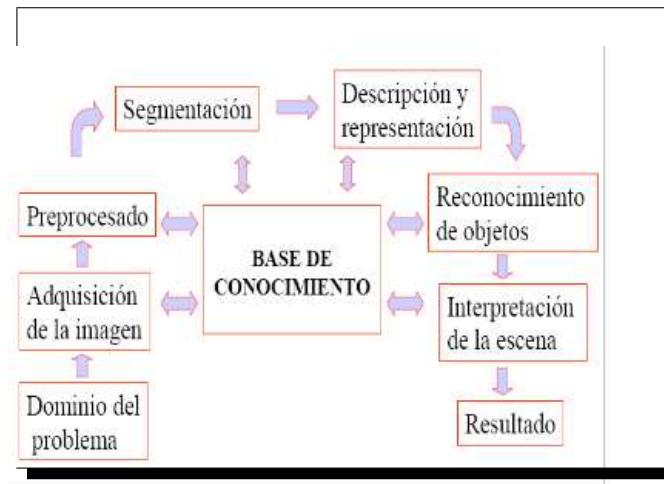 Segmentación
Descripción y
representación
Preprocesado
Reconocimiento
de objetos
BASE DE
CONOCIMIENTO
Adquisición
de la imagen
Interpretación
de la escena
Dominio del
problema
Resultado